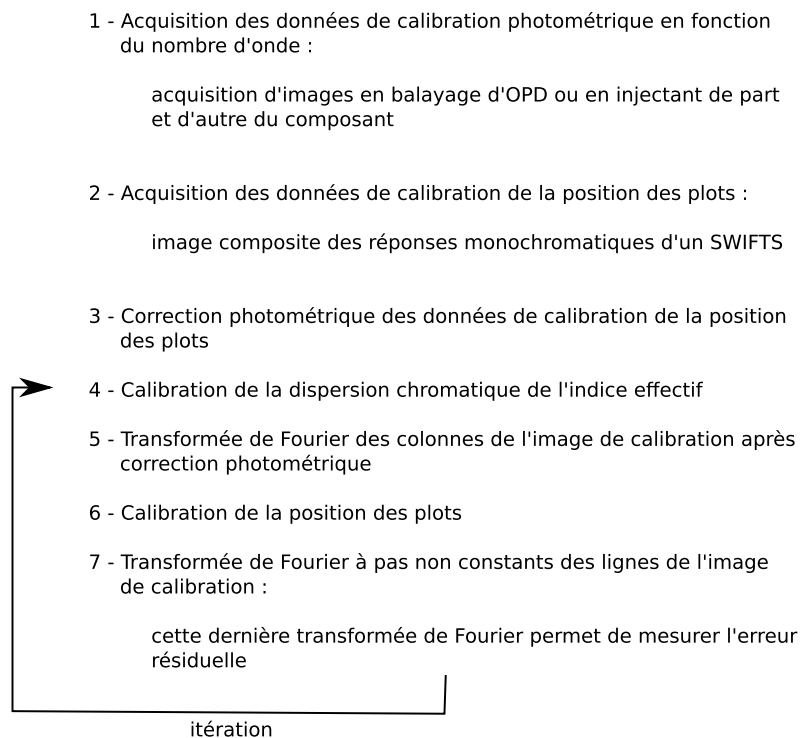 1 - Acquisition des données de calibration photométrique en fonction
du nombre d'onde :
acquisition d'images en balayage d'OPD ou en injectant de part
et d'autre du composant
2 - Acquisition des données de calibration de la position des plots :
image composite des réponses monochromatiques d'un SWIFTS
3 - Correction photométrique des données de calibration de la position
des plots
4 - Calibration de la dispersion chromatique de l'indice effectif
5 - Transformée de Fourier des colonnes de l'image de calibration après
correction photométrique
6 - Calibration de la position des plots
7 - Transformée de Fourier à pas non constants des lignes de l'image
de calibration :
cette dernière transformée de Fourier permet de mesurer l'erreur
résiduelle
itération